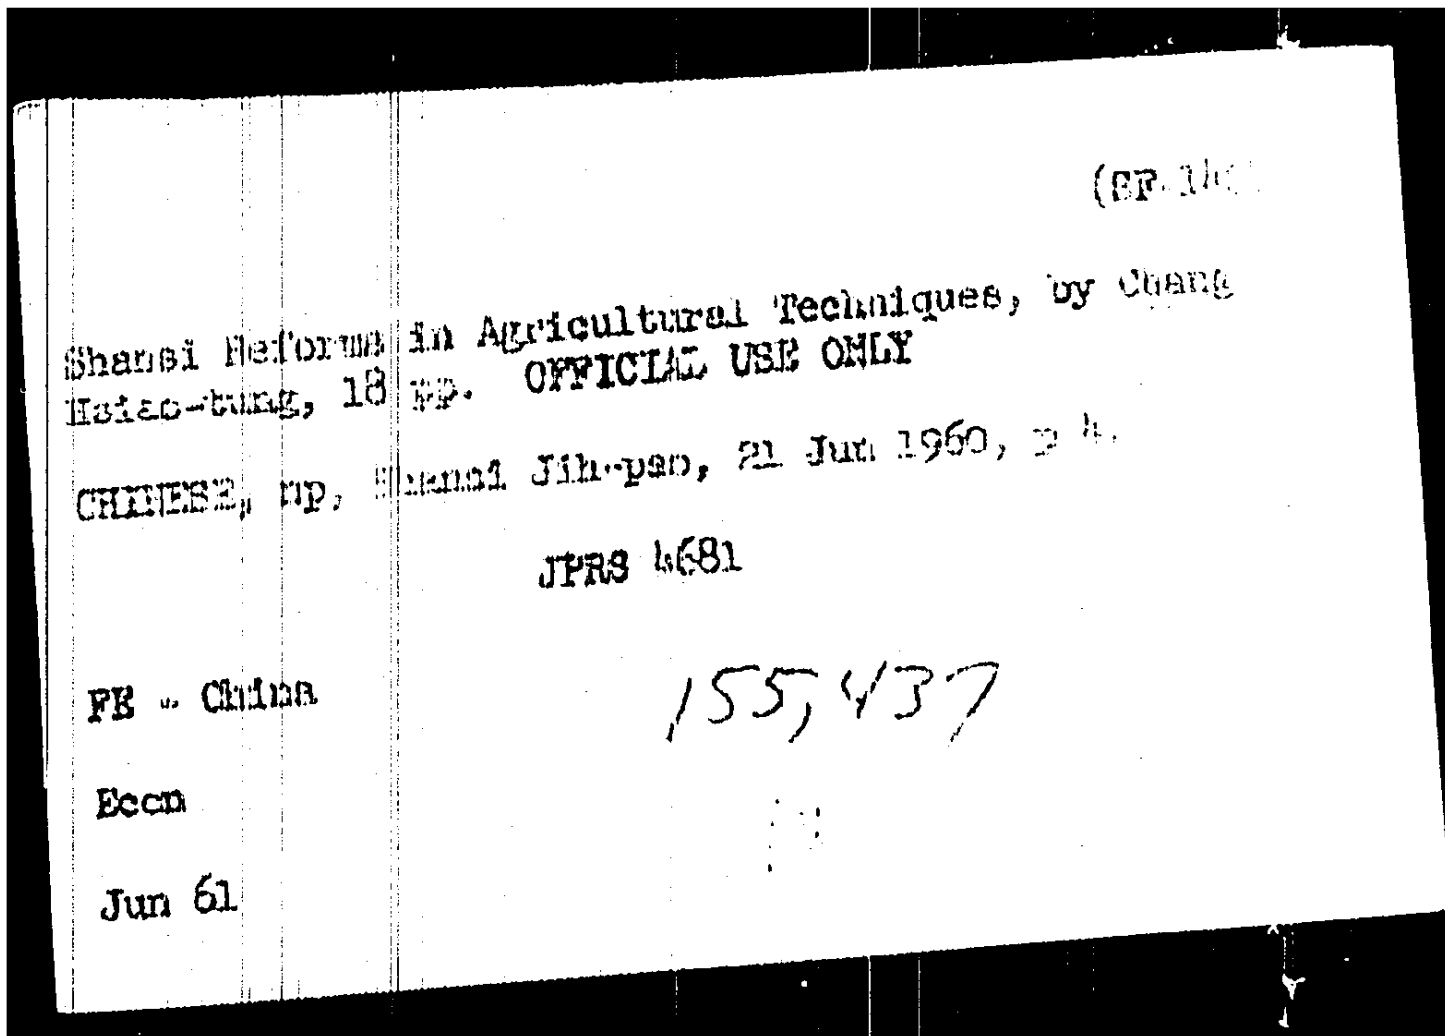 Shansi Reforms in Agricultural Techniques, by Chang
Hsiao-tung, 18 pp. OFFICIAL USE ONLY
CHINESE, np, Shansi Jih-pao, 21 Jun 1960, p 4.
JPRS 4681
FE - China
155,437
Econ
Jun 61